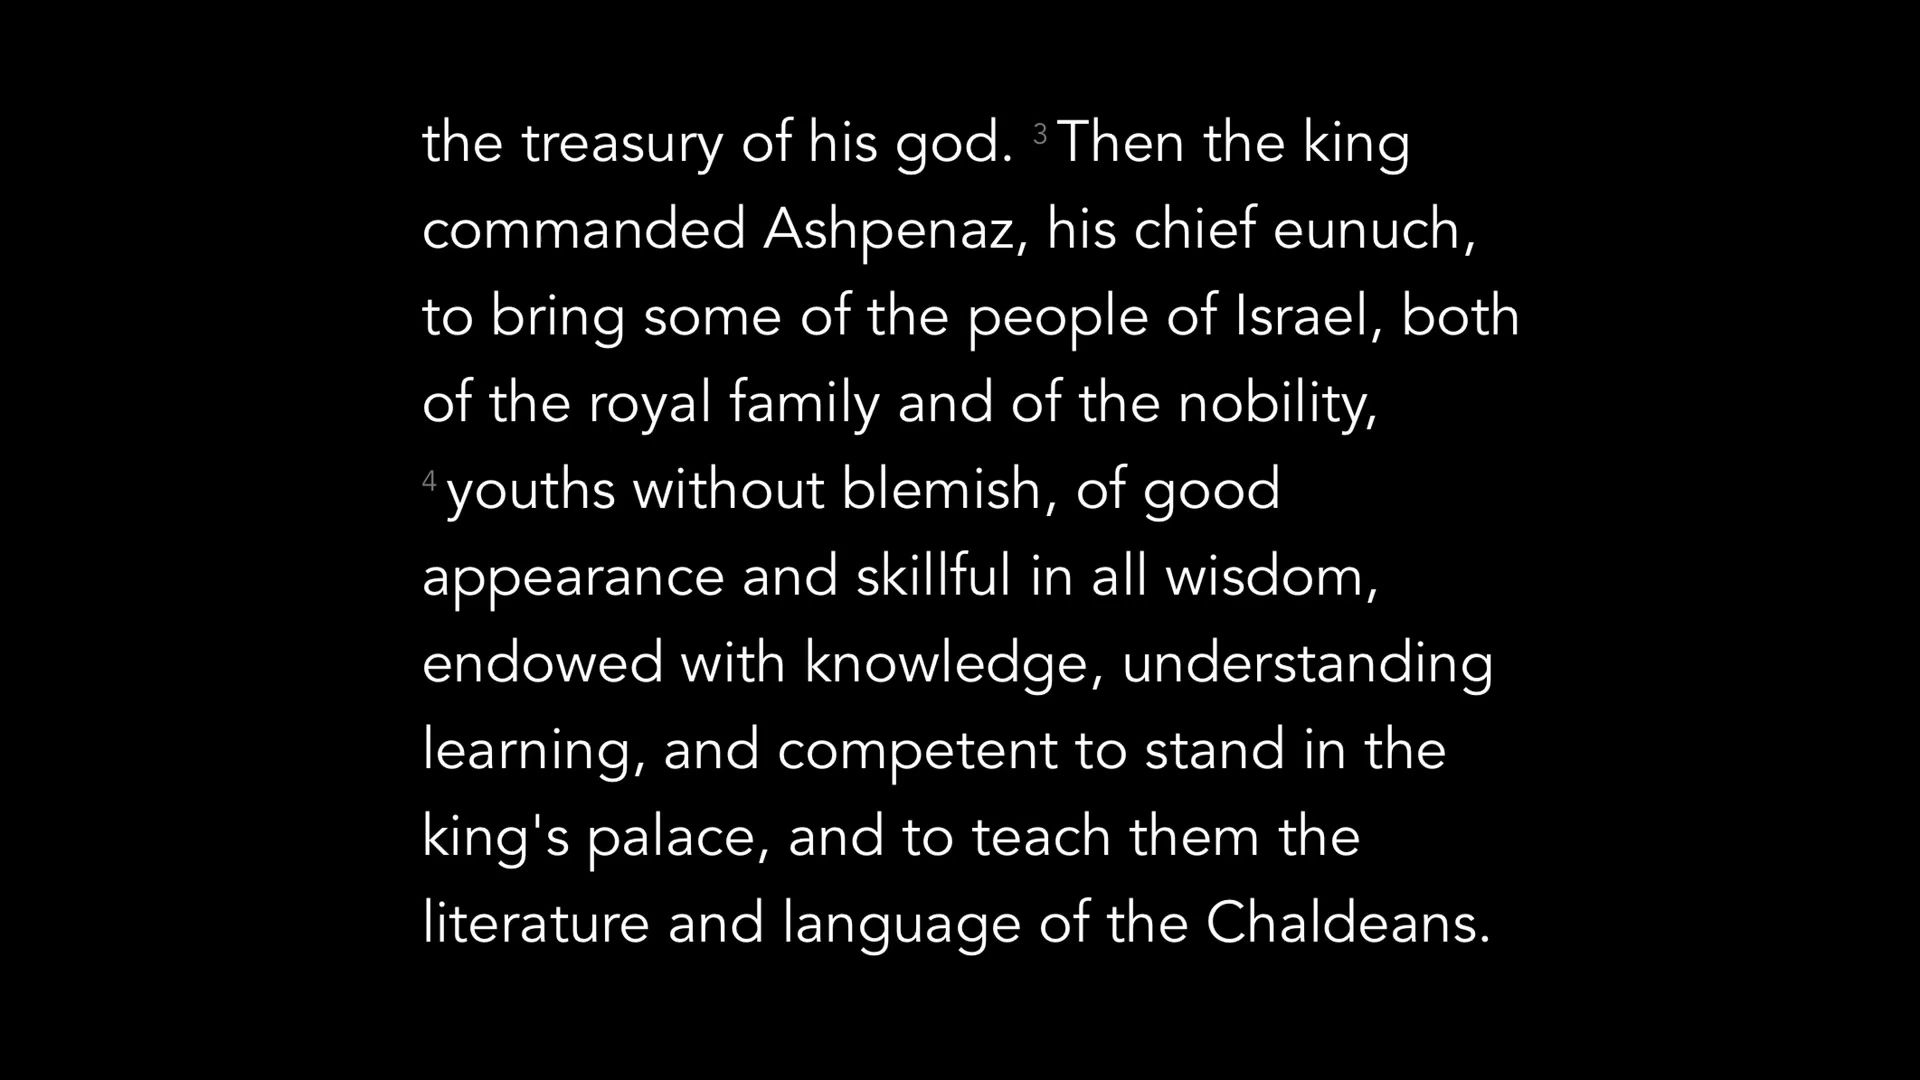 the treasury of his god. 3 Then the king
commanded Ashpenaz, his chief eunuch,
to bring some of the people of Israel, both
of the royal family and of the nobility,
4 youths without blemish, of good
appearance and skillful in all wisdom,
endowed with knowledge, understanding
learning, and competent to stand in the
king's palace, and to teach them the
literature and language of the Chaldeans.